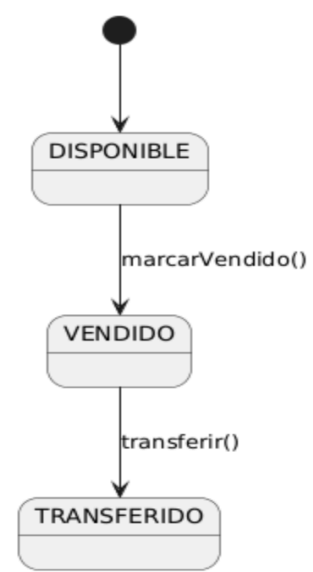 DISPONIBLE
marcarVendido()
VENDIDO
transferir()
TRANSFERIDO